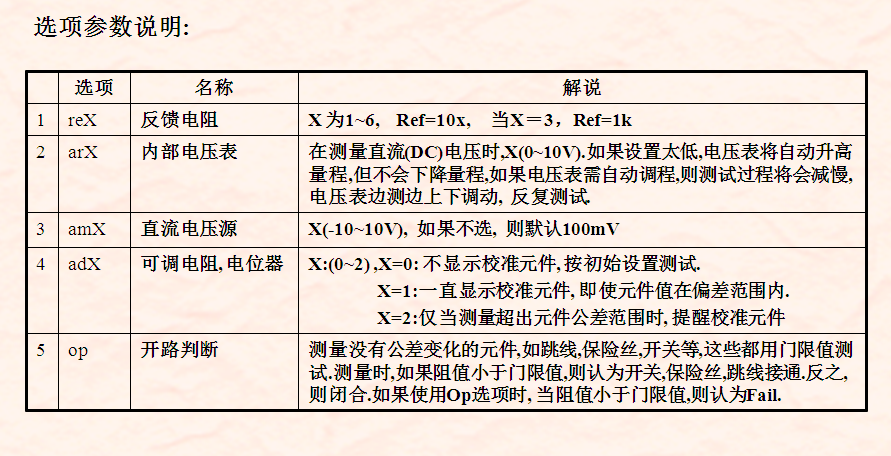 选项参数说明:
选项 名称 解说
1 reX 反馈电阻 X 为1~6, Ref=10x, 当X＝3，Ref=1k
2 arX 内部电压表 在测量直流(DC)电压时,X(0~10V).如果设置太低,电压表将自动升高
量程,但不会下降量程,如果电压表需自动调程,则测试过程将会减慢,
电压表边测边上下调动, 反复测试.
3 amX 直流电压源 X(-10~10V), 如果不选, 则默认100mV
4 adX 可调电阻,电位器 X:(0~2) ,X=0: 不显示校准元件,按初始设置测试.
X=1:一直显示校准元件, 即使元件值在偏差范围内.
X=2:仅当测量超出元件公差范围时, 提醒校准元件
5 op 开路判断 测量没有公差变化的元件,如跳线,保险丝,开关等,这些都用门限值测
试.测量时,如果阻值小于门限值,则认为开关,保险丝,跳线接通.反之,
则闭合.如果使用Op选项时, 当阻值小于门限值,则认为Fail.